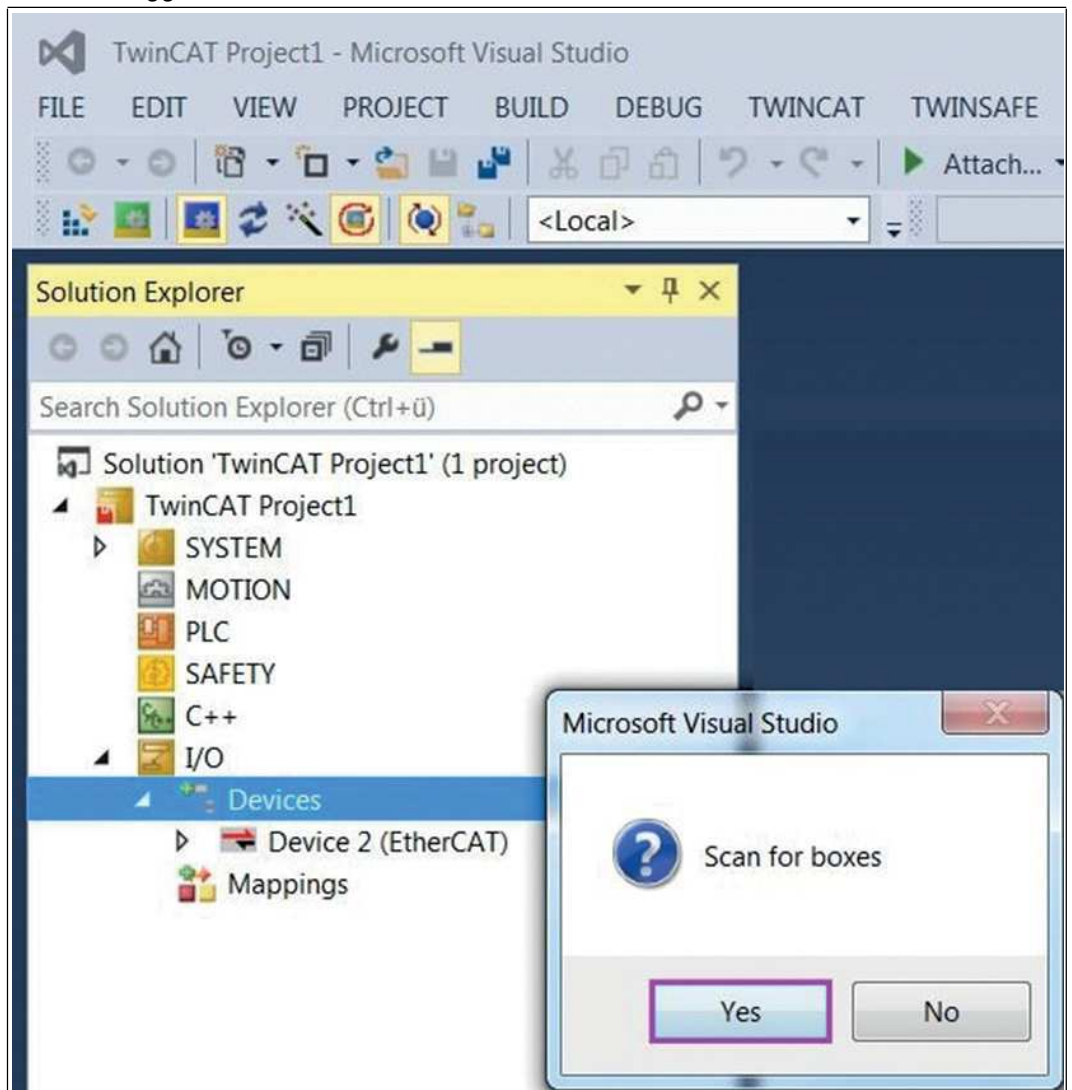 TwinCAT Project1 - Microsoft Visual Studio
FILE EDIT VIEW PROJECT BUILD DEBUG TWINCAT TWINSAFE
Attach...
<Local>
Solution Explorer
Search Solution Explorer (Ctrl+ü)
Solution 'TwinCAT Project1' (1 project)
TwinCAT Project1
SYSTEM
MOTION
PLC
SAFETY
C++
I/O
Devices
Device 2 (EtherCAT)
Mappings
Microsoft Visual Studio
Scan for boxes
Yes No